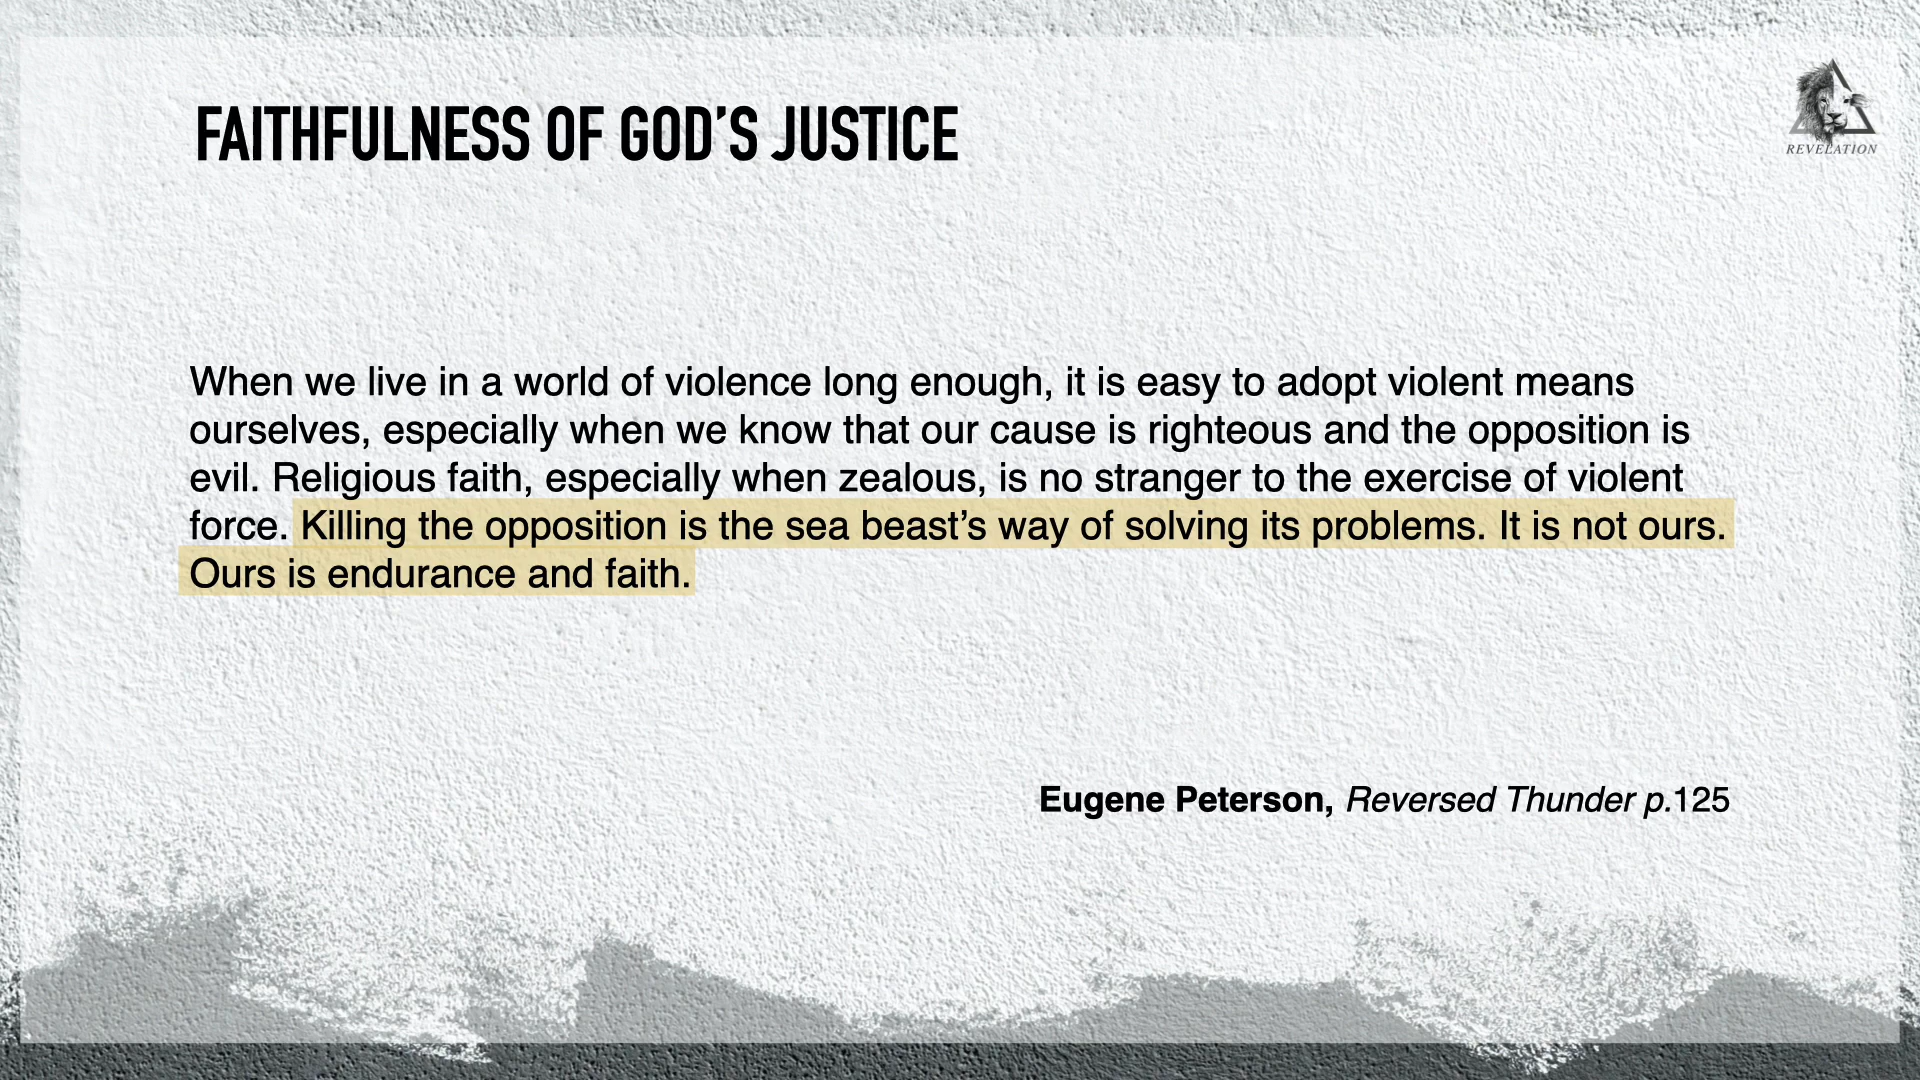 FAITHFULNESS OF GOD’S JUSTICE
REVELATION
When we live in a world of violence long enough, it is easy to adopt violent means
ourselves, especially when we know that our cause is righteous and the opposition is
evil. Religious faith, especially when zealous, is no stranger to the exercise of violent
force. Killing the opposition is the sea beast’s way of solving its problems. It is not ours.
Ours is endurance and faith.
Eugene Peterson, Reversed Thunder p.125